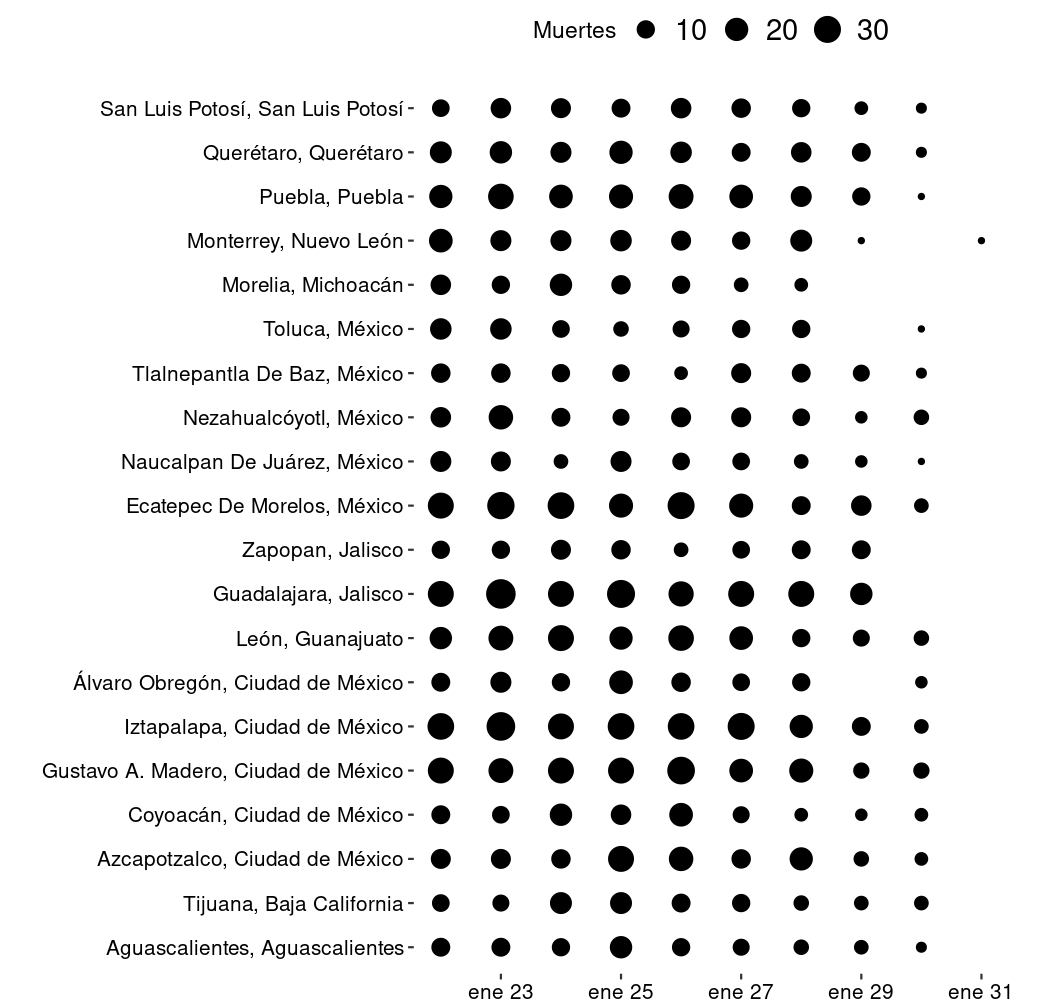 Muertes 10 20 30
San Luis Potosí, San Luis Potosí
Querétaro, Querétaro
Puebla, Puebla
Monterrey, Nuevo León
Morelia, Michoacán
Toluca, México
Tlalnepantla De Baz, México
Nezahualcóyotl, México
Naucalpan De Juárez, México
Ecatepec De Morelos, México
Zapopan, Jalisco
Guadalajara, Jalisco
León, Guanajuato
Álvaro Obregón, Ciudad de México
Iztapalapa, Ciudad de México
Gustavo A. Madero, Ciudad de México
Coyoacán, Ciudad de México
Azcapotzalco, Ciudad de México
Tijuana, Baja California
Aguascalientes, Aguascalientes
ene 23 ene 25 ene 27 ene 29 ene 31